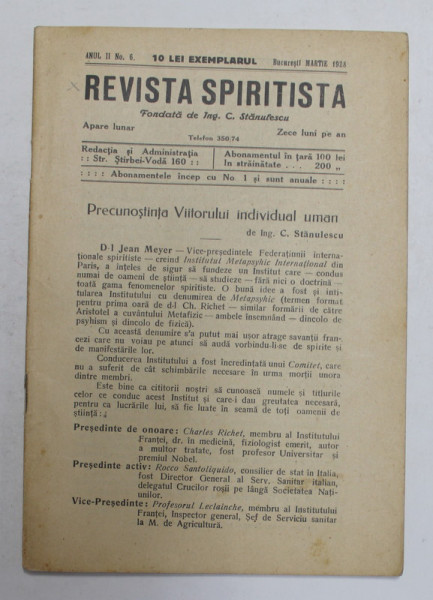 ANUL II No. 6.
10 LEI EXEMPLARUL
Bucureşti MARTIE 1933
REVISTA SPIRITISTA
Fondată de Ing. C. Stănulescu
Apare lunar
Zece luni pe an
Telefon 350/74
Redacţia şi Administraţia
:: Str. Ştirbei-Vodă 160 ::
Abonamentul în ţară 100 lei
In străinătate . . . 200 „
:::: Abonamentele încep cu No 1 şi sunt anuale ::::
Precunoştinţa Viitorului individual uman
de Ing. C. Stănulescu
D-l Jean Meyer — Vice-preşedintele Federaţiunii interna-
ţionale spiritiste — creind Institutul Metapsyhic Internaţional din
Paris, a inţeles de sigur să fundeze un Institut care — condus
numai de oameni de ştiinţă — să studieze — fără nici o doctrină —
toată gama fenomenelor spiritiste. O bună idee a fost şi inti-
tularea Institutului cu denumirea de Metapsyhic (termen format
pentru prima oară de d-l Ch. Richet — similar formării de către
Aristotel a cuvântului Metafizic — ambele însemnând — dincolo de
psyhism şi dincolo de fizică).
Cu această denumire s'a putut mai uşor atrage savanţii fran-
cezi care nu voiau pe atunci să audă vorbindu-li-se de spirite şi
de manifestările lor.
Conducerea Institutului a fost încredinţată unui Comitet, care
nu a suferit de cât schimbările necesare în urma morţii unora
dintre membri.
Este bine ca cititorii noştri să cunoască numele şi titlurile
celor ce conduc acest Institut şi care-i dau greutatea necesară,
pentru ca lucrările lui, să fie luate în seamă de toţi oamenii de
ştiinţă :
Preşedinte de onoare: Charles Richet, membru al Institutului
Franţei, dr. în medicină, fiziologist emerit, autor
a multor tratate, fost profesor Universitar şi
premiul Nobel.
Preşedinte activ: Rocco Santoliquido, consilier de stat în Italia,
fost Director General al Serv. Sanitar italian,
delegatul Crucilor roşii pe lângă Societatea Naţi-
unilor.
Vice-Preşedinte: Profesorul Leclainche, membru al Institutului
Franţei, Inspector general, Şef de Serviciu sanitar
la M. de Agricultură.